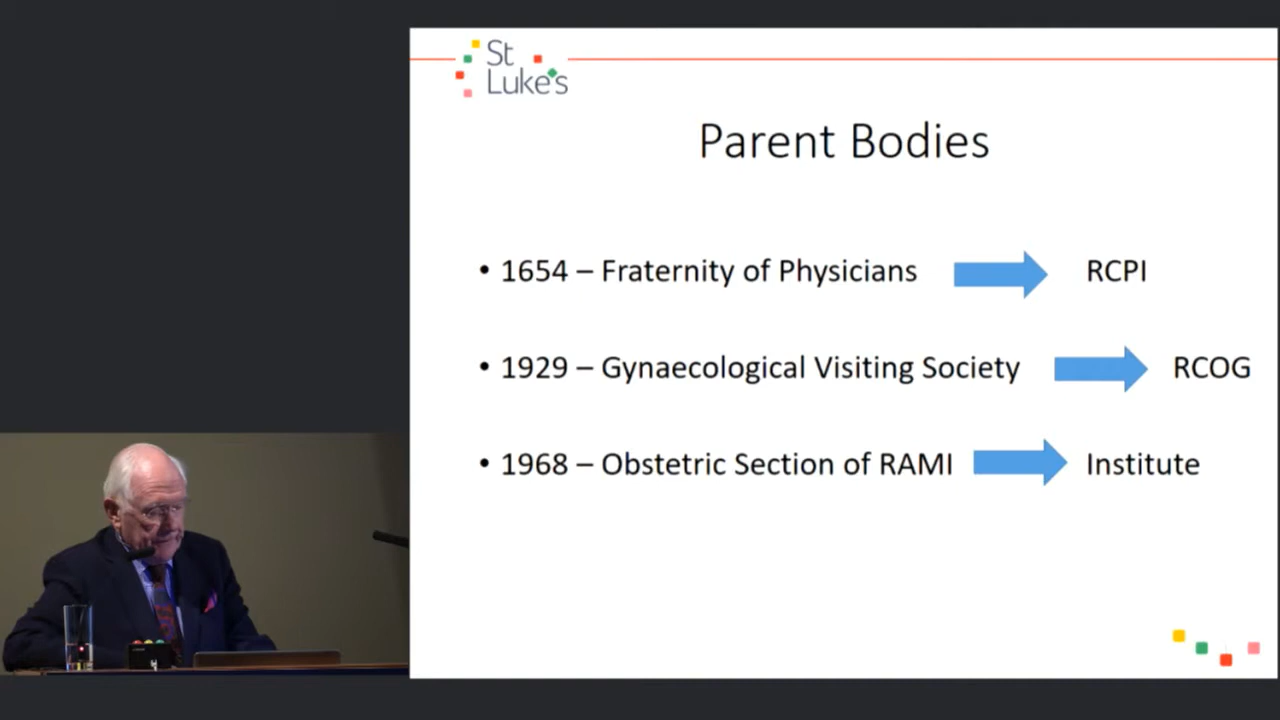 St
Luke's
Parent Bodies
• 1654 – Fraternity of Physicians RCPI
• 1929 – Gynaecological Visiting Society RCOG
• 1968 – Obstetric Section of RAMI Institute